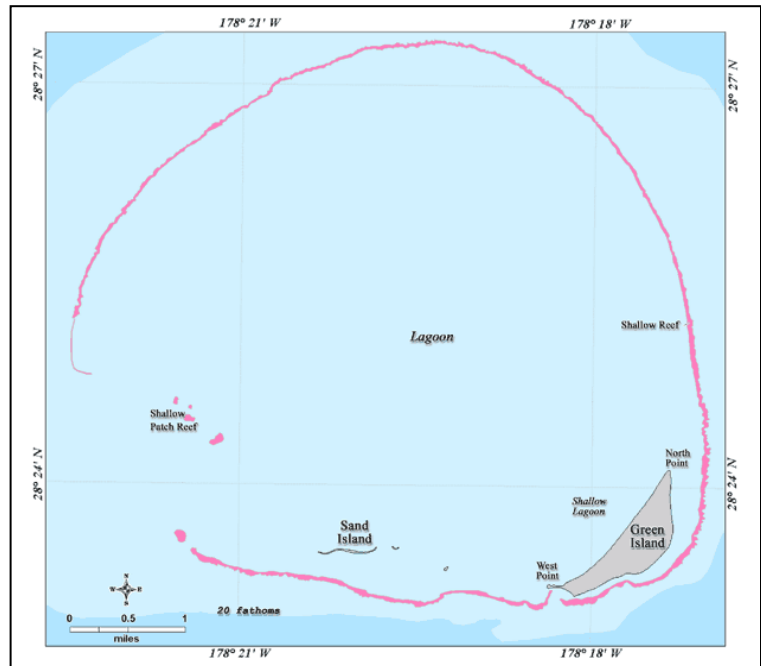 178° 21' W
178° 18' W
28° 27' N
28° 27' N
Lagoon
Shallow Reef
Shallow
Patch Reef
North
Point
28° 24' N
28° 24' N
Shallow
Lagoon
Sand
Island
Green
Island
West
Point
N
W
E
S
20 fathoms
0
0.5
1
miles
178° 21' W
178° 18' W